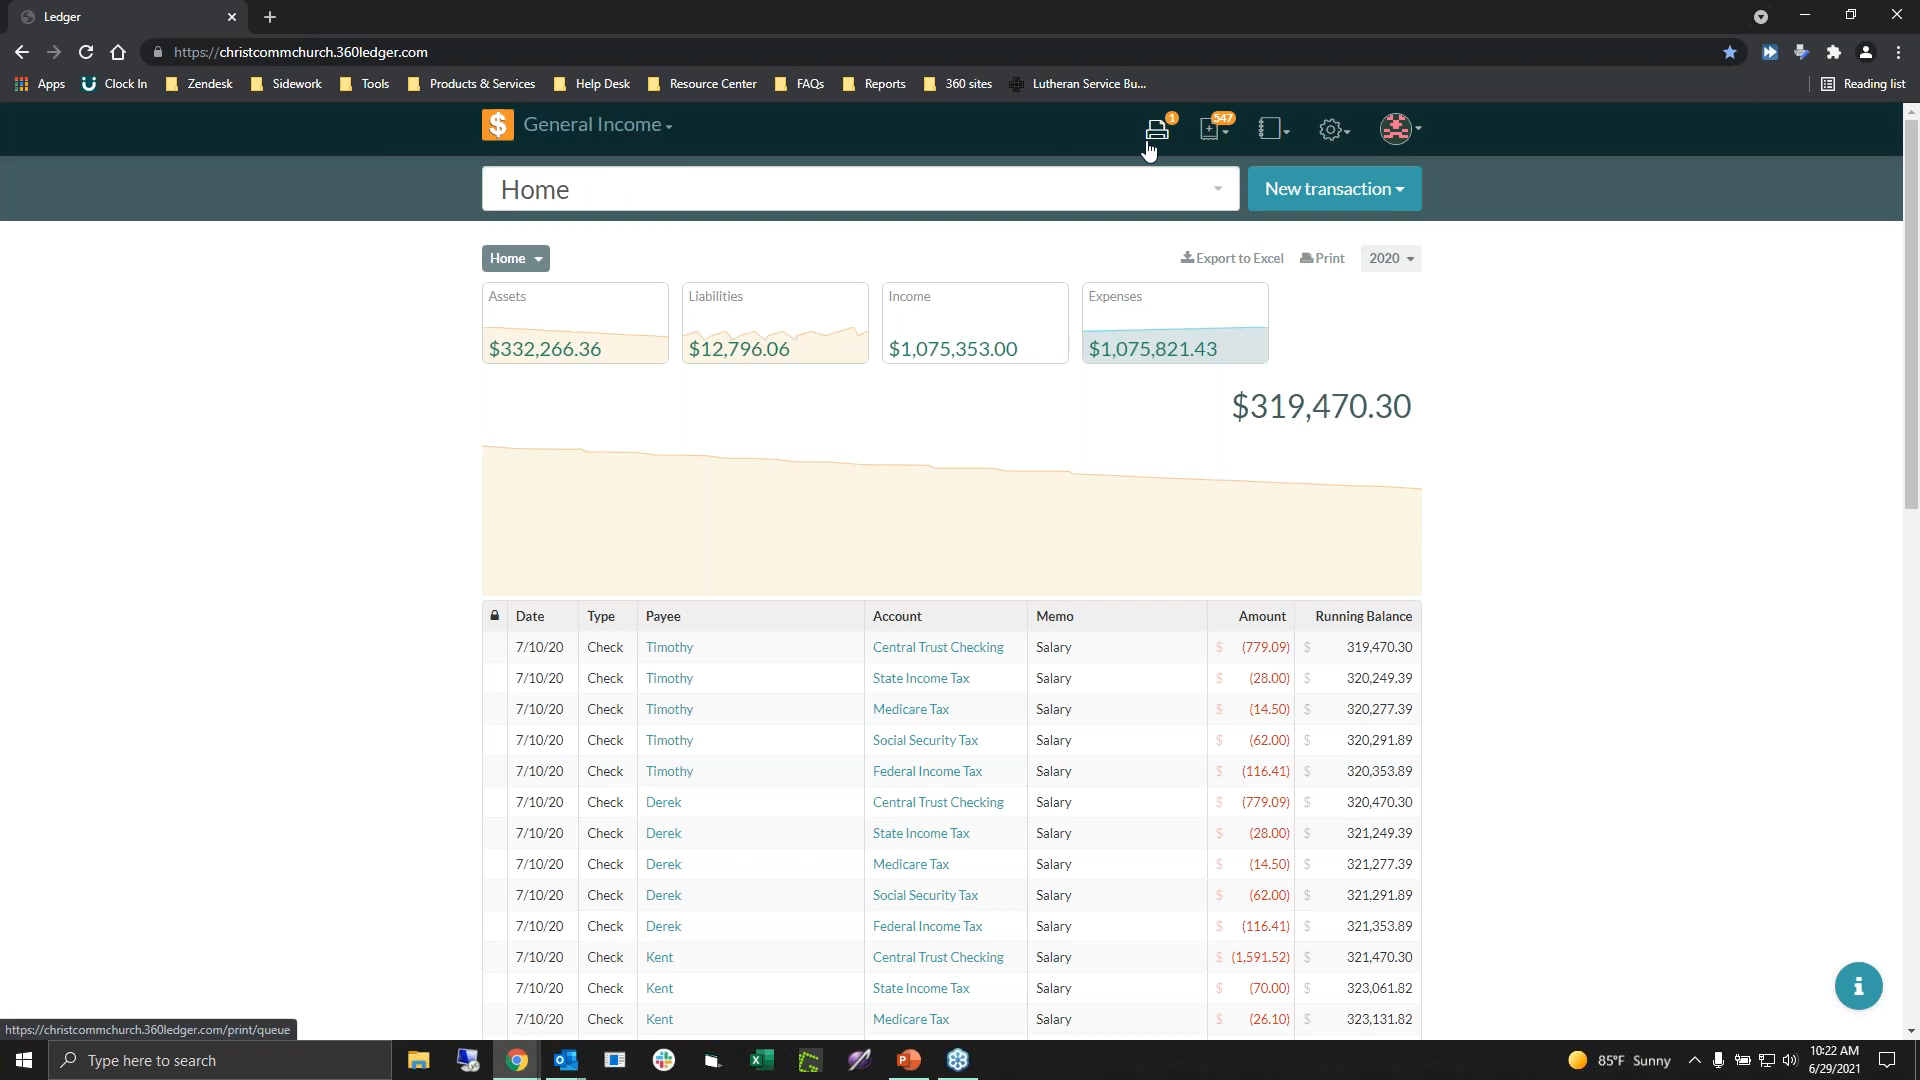 Ledger
https://christcommchurch.360ledger.com
Apps Clock In Zendesk Sidework Tools Products & Services Help Desk Resource Center FAQs Reports 360 sites Lutheran Service Bu... Reading list
$ General Income 1 547
Home New transaction
Home Export to Excel Print 2020
Assets Liabilities Income Expenses
$332,266.36 $12,796.06 $1,075,353.00 $1,075,821.43
$319,470.30
Date Type Payee Account Memo Amount Running Balance
7/10/20 Check Timothy Central Trust Checking Salary $ (779.09) $ 319,470.30
7/10/20 Check Timothy State Income Tax Salary $ (28.00) $ 320,249.39
7/10/20 Check Timothy Medicare Tax Salary $ (14.50) $ 320,277.39
7/10/20 Check Timothy Social Security Tax Salary $ (62.00) $ 320,291.89
7/10/20 Check Timothy Federal Income Tax Salary $ (116.41) $ 320,353.89
7/10/20 Check Derek Central Trust Checking Salary $ (779.09) $ 320,470.30
7/10/20 Check Derek State Income Tax Salary $ (28.00) $ 321,249.39
7/10/20 Check Derek Medicare Tax Salary $ (14.50) $ 321,277.39
7/10/20 Check Derek Social Security Tax Salary $ (62.00) $ 321,291.89
7/10/20 Check Derek Federal Income Tax Salary $ (116.41) $ 321,353.89
7/10/20 Check Kent Central Trust Checking Salary $ (1,591.52) $ 321,470.30
7/10/20 Check Kent State Income Tax Salary $ (70.00) $ 323,061.82
7/10/20 Check Kent Medicare Tax Salary $ (26.10) $ 323,131.82
https://christcommchurch.360ledger.com/print/queue
Type here to search 85°F Sunny 10:22 AM
6/29/2021